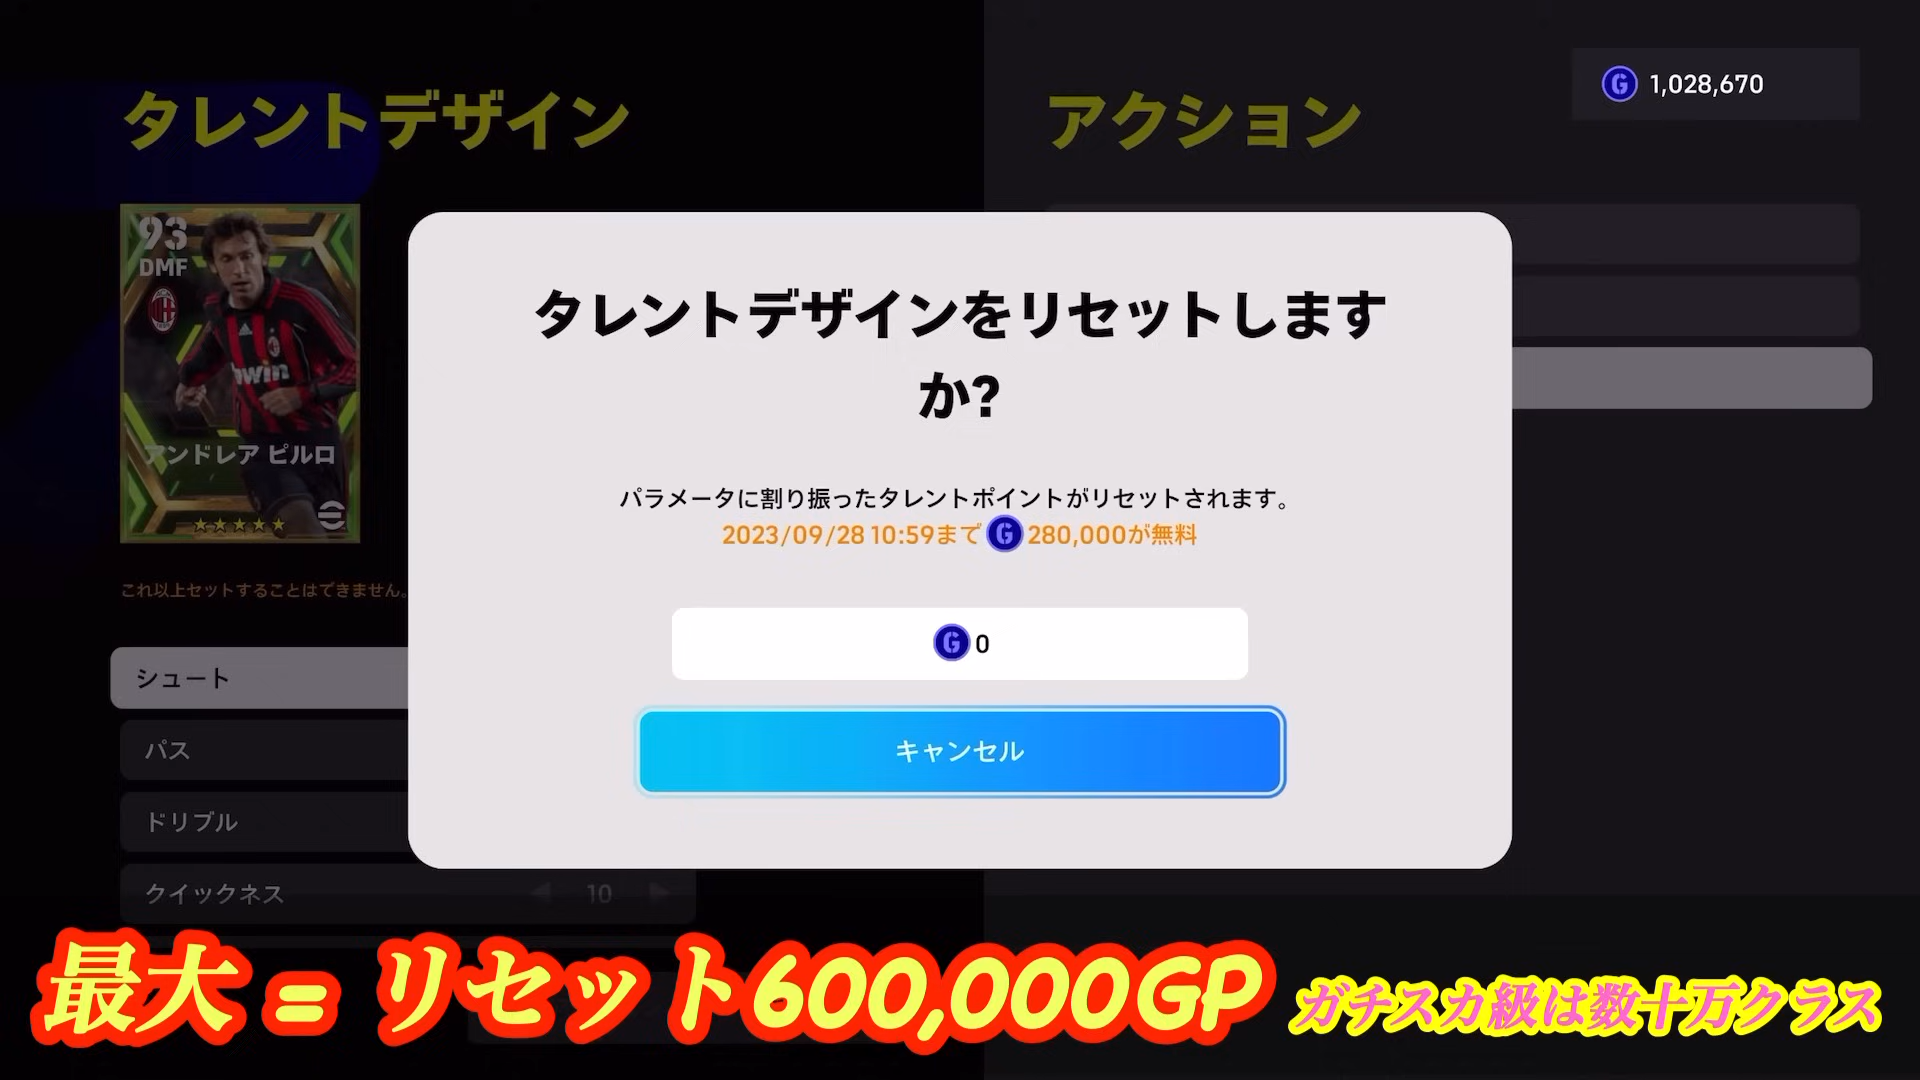 タレントデザイン
アクション
1,028,670
93
DMF
bwin
アンドレア ピルロ
これ以上セットすることはできません。
タレントデザインをリセットします
か?
パラメータに割り振ったタレントポイントがリセットされます。
2023/09/28 10:59まで G 280,000が無料
G 0
キャンセル
シュート
パス
ドリブル
クイックネス 10
最大 = リセット600,000GP
ガチスカ級は数十万クラス